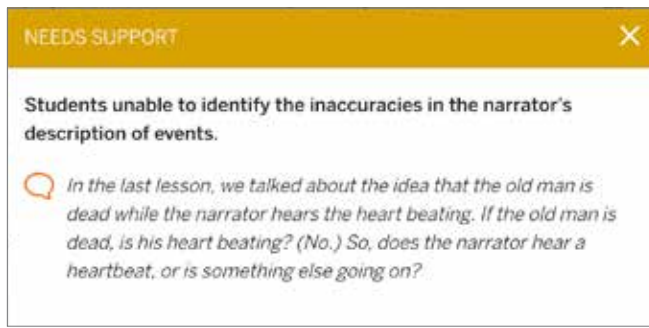 NEEDS SUPPORT
Students unable to identify the inaccuracies in the narrator's
description of events.
In the last lesson, we talked about the idea that the old man is
dead while the narrator hears the heart beating. If the old man is
dead, is his heart beating? (No.) So, does the narrator hear a
heartbeat, or is something else going on?